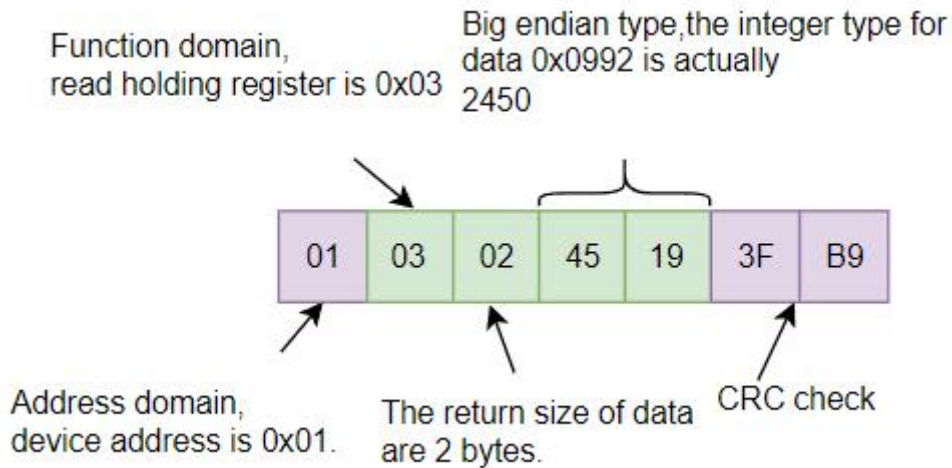 Function domain,
read holding register is 0x03
Big endian type,the integer type for
data 0x0992 is actually
2450
01 03 02 45 19 3F B9
Address domain,
device address is 0x01.
The return size of data
are 2 bytes.
CRC check